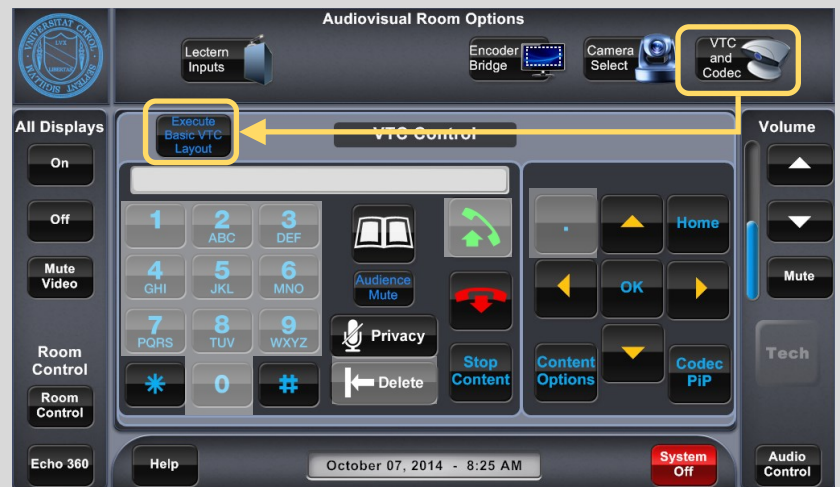 Audiovisual Room Options
Lectern
Inputs
Encoder
Bridge
Camera
Select
VTC
and
Codec
All Displays
On
Off
Mute
Video
Room
Control
Room
Control
Echo 360
Execute
Basic VTC
Layout
VTC Control
1
2
ABC
3
DEF
4
GHI
5
JKL
6
MNO
7
PQRS
8
TUV
9
WXYZ
*
0
#
Audience
Mute
Privacy
Delete
Stop
Content
.
Home
OK
Content
Options
Codec
PiP
Volume
Mute
Tech
Audio
Control
Help
October 07, 2014 - 8:25 AM
System
Off